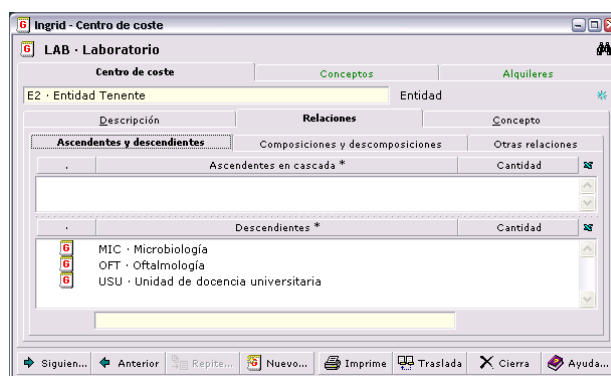 Ingrid - Centro de coste
LAB · Laboratorio
Centro de coste Conceptos Alquileres
E2 · Entidad Tenente Entidad
Descripción Relaciones Concepto
Ascendentes y descendientes Composiciones y descomposiciones Otras relaciones
. Ascendentes en cascada * Cantidad
. Descendientes * Cantidad
MIC · Microbiología
OFT · Oftalmología
USU · Unidad de docencia universitaria
Siguien... Anterior Repite... Nuevo... Imprime Traslada Cierra Ayuda...